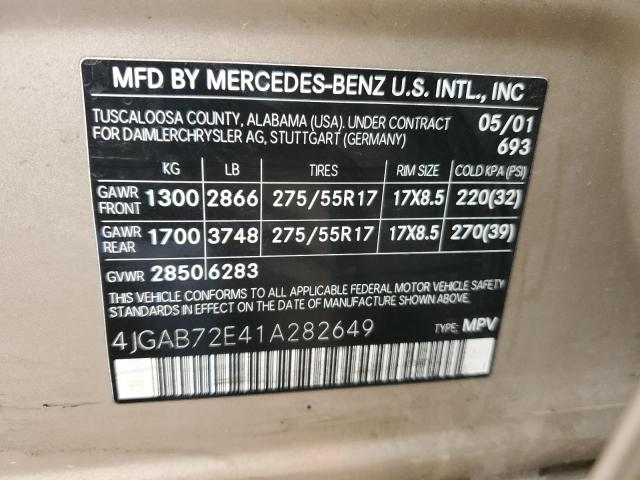 MFD BY MERCEDES-BENZ U.S. INTL., INC
TUSCALOOSA COUNTY, ALABAMA (USA). UNDER CONTRACT 05/01
FOR DAIMLERCHRYSLER AG, STUTTGART (GERMANY) 693
KG LB TIRES RIM SIZE COLD KPA (PSI)
GAWR FRONT 1300 2866 275/55R17 17X8.5 220(32)
GAWR REAR 1700 3748 275/55R17 17X8.5 270(39)
GVWR 2850 6283
THIS VEHICLE CONFORMS TO ALL APPLICABLE FEDERAL MOTOR VEHICLE SAFETY
STANDARDS IN EFFECT ON THE DATE OF MANUFACTURE SHOWN ABOVE.
4JGAB72E41A282649 TYPE: MPV